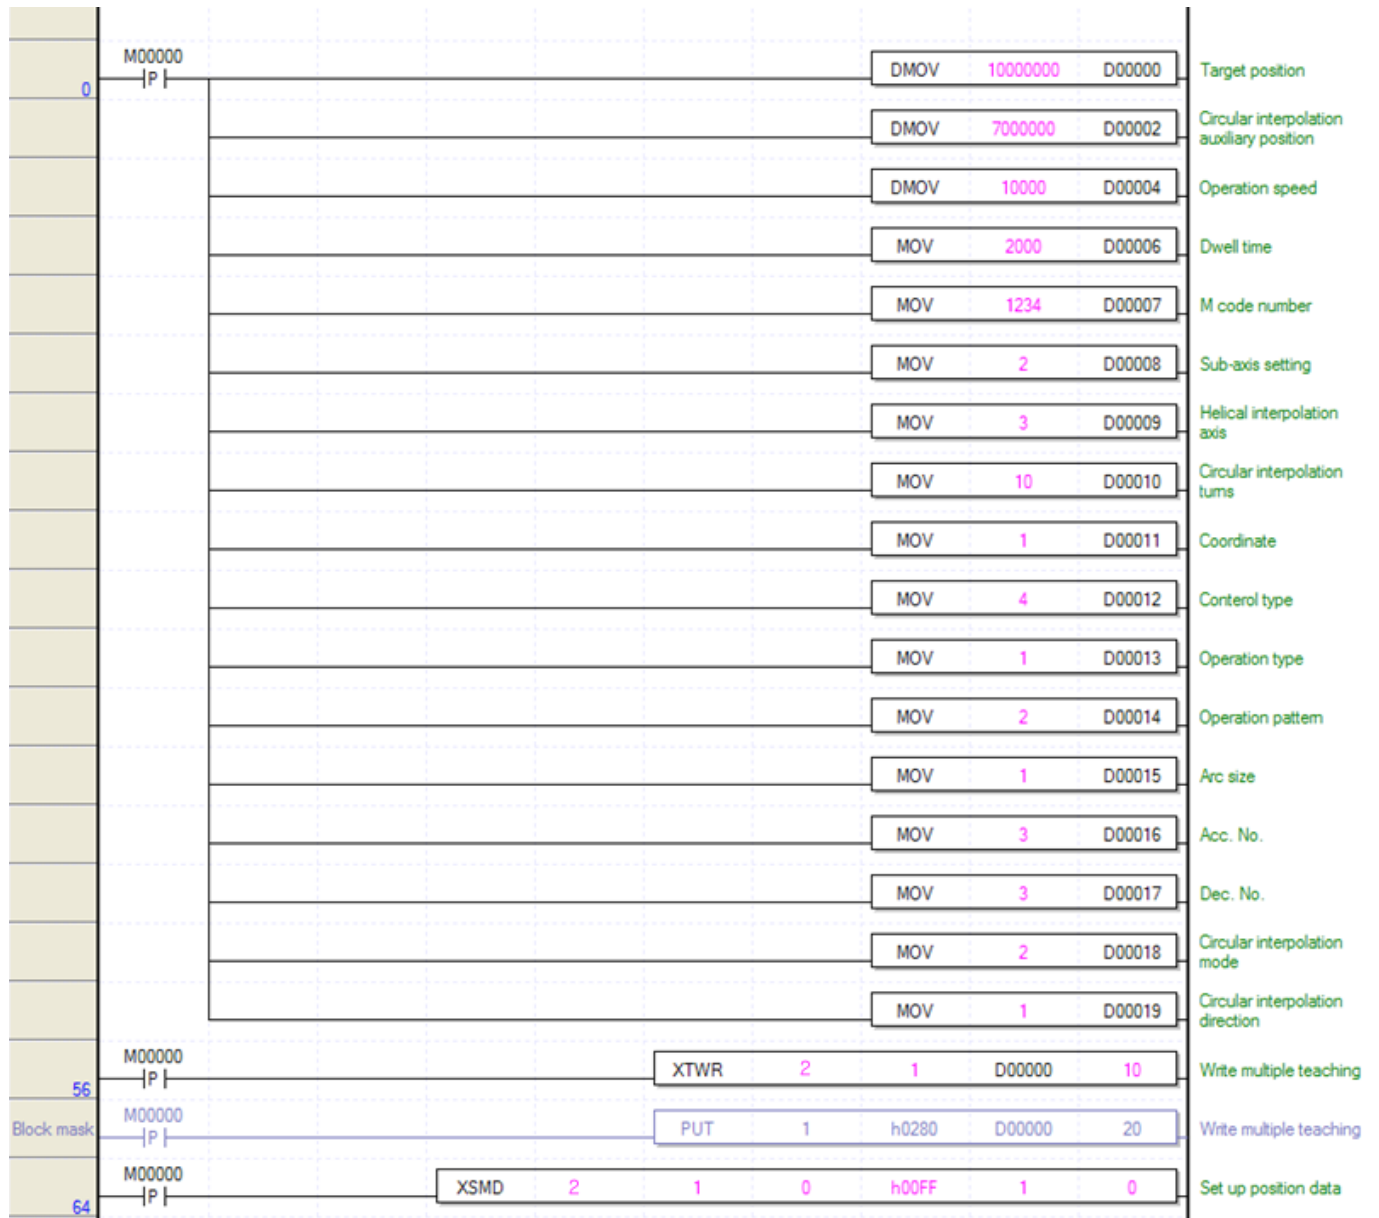 M00000
P
DMOV 10000000 D00000 Target position
0
DMOV 7000000 D00002 Circular interpolation
auxiliary position
DMOV 10000 D00004 Operation speed
MOV 2000 D00006 Dwell time
MOV 1234 D00007 M code number
MOV 2 D00008 Sub-axis setting
MOV 3 D00009 Helical interpolation
axis
MOV 10 D00010 Circular interpolation
turns
MOV 1 D00011 Coordinate
MOV 4 D00012 Conterol type
MOV 1 D00013 Operation type
MOV 2 D00014 Operation pattern
MOV 1 D00015 Arc size
MOV 3 D00016 Acc. No.
MOV 3 D00017 Dec. No.
MOV 2 D00018 Circular interpolation
mode
MOV 1 D00019 Circular interpolation
direction
M00000
P
XTWR 2 1 D00000 10 Write multiple teaching
56
M00000
Block mask P PUT 1 h0280 D00000 20 Write multiple teaching
M00000
P
XSMD 2 1 0 h00FF 1 0 Set up position data
64